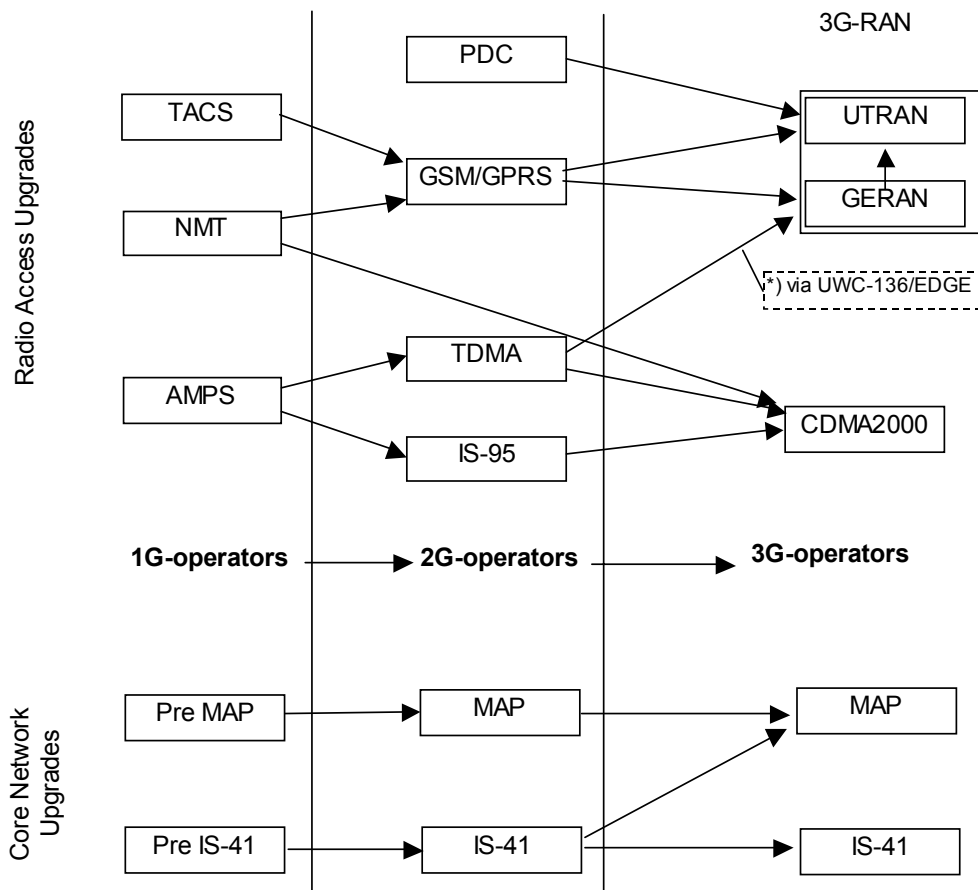 3G-RAN
PDC
TACS
UTRAN
GSM/GPRS
GERAN
NMT
*) via UWC-136/EDGE
TDMA
AMPS
CDMA2000
IS-95
Radio Access Upgrades
1G-operators
2G-operators
3G-operators
Pre MAP
MAP
MAP
Core Network
Upgrades
Pre IS-41
IS-41
IS-41